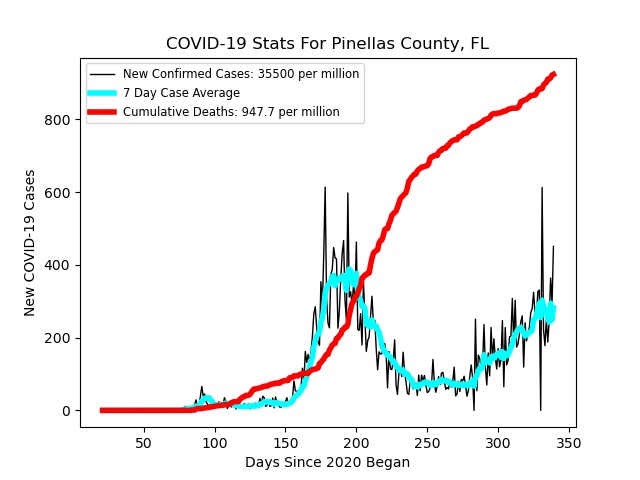 COVID-19 Stats For Pinellas County, FL
New Confirmed Cases: 35500 per million
7 Day Case Average
Cumulative Deaths: 947.7 per million
New COVID-19 Cases
800
600
400
200
0
50 100 150 200 250 300 350
Days Since 2020 Began